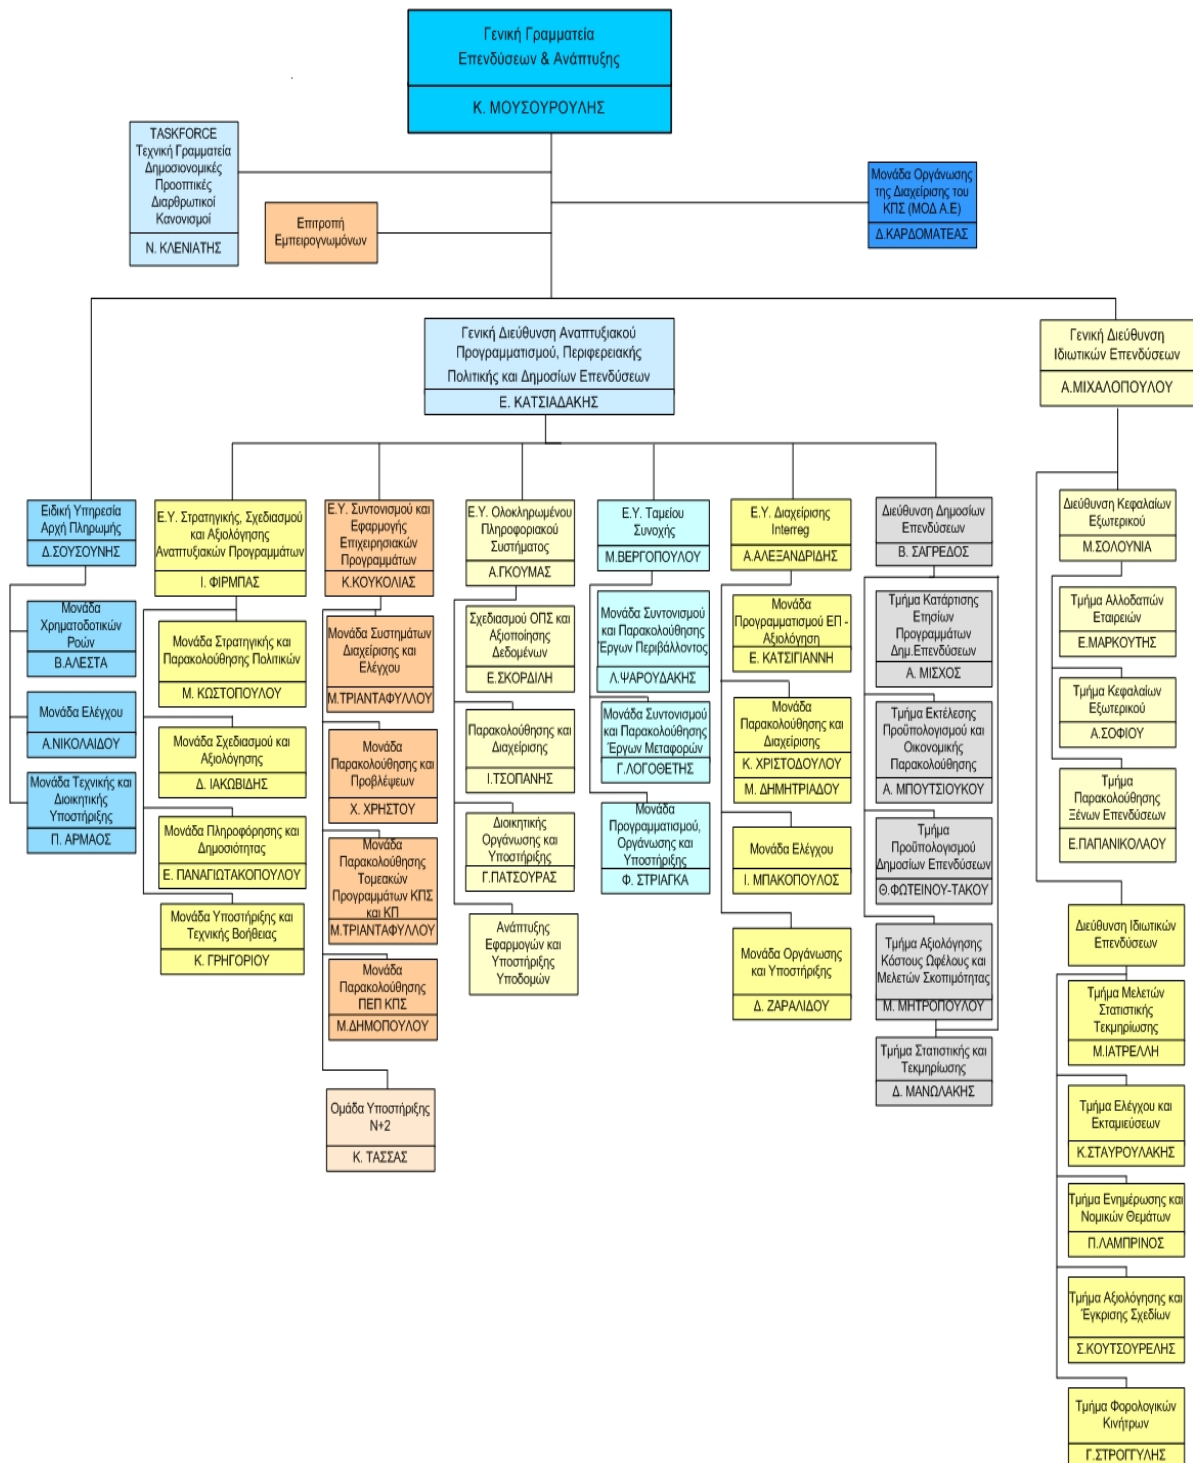 Γενική Γραμματεία
Επενδύσεων & Ανάπτυξης
Κ. ΜΟΥΣΟΥΡΟΥΛΗΣ
TASKFORCE
Τεχνική Γραμματεία
Δημοσιονομικές
Προοπτικές
Διαρθρωτικοί
Κανονισμοί
Ν. ΚΛΕΝΙΑΤΗΣ
Επιτροπή
Εμπειρογνωμόνων
Μονάδα Οργάνωσης
της Διαχείρισης του
ΚΠΣ (ΜΟΔ Α.Ε)
Δ.ΚΑΡΔΟΜΑΤΕΑΣ
Γενική Διεύθυνση Αναπτυξιακού
Προγραμματισμού, Περιφερειακής
Πολιτικής και Δημοσίων Επενδύσεων
Ε. ΚΑΤΣΙΑΔΑΚΗΣ
Γενική Διεύθυνση
Ιδιωτικών Επενδύσεων
Α.ΜΙΧΑΛΟΠΟΥΛΟΥ
Ειδική Υπηρεσία
Αρχή Πληρωμής
Δ.ΣΟΥΣΟΥΝΗΣ
Μονάδα
Χρηματοδοτικών
Ροών
Β.ΑΛΕΣΤΑ
Μονάδα Ελέγχου
Α.ΝΙΚΟΛΑΙΔΟΥ
Μονάδα Τεχνικής και
Διοικητικής
Υποστήριξης
Π. ΑΡΜΑΟΣ
Ε.Υ. Στρατηγικής, Σχεδιασμού
και Αξιολόγησης
Αναπτυξιακών Προγραμμάτων
Ι. ΦΙΡΜΠΑΣ
Μονάδα Στρατηγικής και
Παρακολούθησης Πολιτικών
Μ. ΚΩΣΤΟΠΟΥΛΟΥ
Μονάδα Σχεδιασμού και
Αξιολόγησης
Δ. ΙΑΚΩΒΙΔΗΣ
Μονάδα Πληροφόρησης και
Δημοσιότητας
Ε. ΠΑΝΑΓΙΩΤΑΚΟΠΟΥΛΟΥ
Μονάδα Υποστήριξης και
Τεχνικής Βοήθειας
Κ. ΓΡΗΓΟΡΙΟΥ
Ε.Υ. Συντονισμού και
Εφαρμογής
Επιχειρησιακών
Προγραμμάτων
Κ.ΚΟΥΚΟΛΙΑΣ
Μονάδα Συστημάτων
Διαχείρισης και
Ελέγχου
Μ.ΤΡΙΑΝΤΑΦΥΛΛΟΥ
Μονάδα
Παρακολούθησης και
Προβλέψεων
Χ. ΧΡΗΣΤΟΥ
Μονάδα
Παρακολούθησης
Τομεακών
Προγραμμάτων ΚΠΣ
και ΚΠ
Μ.ΤΡΙΑΝΤΑΦΥΛΛΟΥ
Μονάδα
Παρακολούθησης
ΠΕΠ ΚΠΣ
Μ.ΔΗΜΟΠΟΥΛΟΥ
Ομάδα Υποστήριξης
Ν+2
Κ. ΤΑΣΣΑΣ
Ε.Υ. Ολοκληρωμένου
Πληροφοριακού
Συστήματος
Α.ΓΚΟΥΜΑΣ
Σχεδιασμού ΟΠΣ και
Αξιοποίησης
Δεδομένων
Ε.ΣΚΟΡΔΙΛΗ
Παρακολούθησης και
Διαχείρισης
Ι.ΤΣΟΠΑΝΗΣ
Διοικητικής
Οργάνωσης και
Υποστήριξης
Γ.ΠΑΤΣΟΥΡΑΣ
Ανάπτυξης
Εφαρμογών και
Υποστήριξης
Υποδομών
Ε.Υ. Ταμείου
Συνοχής
Μ.ΒΕΡΓΟΠΟΥΛΟΥ
Μονάδα Συντονισμού
και Παρακολούθησης
Έργων Περιβάλλοντος
Λ.ΨΑΡΟΥΔΑΚΗΣ
Μονάδα Συντονισμού
και Παρακολούθησης
Έργων Μεταφορών
Γ.ΛΟΓΟΘΕΤΗΣ
Μονάδα
Προγραμματισμού,
Οργάνωσης και
Υποστήριξης
Φ. ΣΤΡΙΑΓΚΑ
Ε.Υ. Διαχείρισης
Interreg
Α.ΑΛΕΞΑΝΔΡΙΔΗΣ
Μονάδα
Προγραμματισμού ΕΠ -
Αξιολόγηση
Ε. ΚΑΤΣΙΓΙΑΝΝΗ
Μονάδα
Παρακολούθησης και
Διαχείρισης
Κ. ΧΡΙΣΤΟΔΟΥΛΟΥ
Μ. ΔΗΜΗΤΡΙΑΔΟΥ
Μονάδα Ελέγχου
Ι. ΜΠΑΚΟΠΟΥΛΟΣ
Μονάδα Οργάνωσης
και Υποστήριξης
Δ. ΖΑΡΑΛΙΔΟΥ
Διεύθυνση Δημοσίων
Επενδύσεων
Β. ΣΑΓΡΕΔΟΣ
Τμήμα Κατάρτισης
Ετησίων
Προγραμμάτων
Δημ.Επενδύσεων
Α. ΜΙΣΧΟΣ
Τμήμα Εκτέλεσης
Προϋπολογισμού και
Οικονομικής
Παρακολούθησης
Α. ΜΠΟΥΤΣΙΟΥΚΟΥ
Τμήμα
Προϋπολογισμού
Δημοσίων Επενδύσεων
Θ.ΦΩΤΕΙΝΟΥ-ΤΑΚΟΥ
Τμήμα Αξιολόγησης
Κόστους Ωφέλους και
Μελετών Σκοπιμότητας
Μ. ΜΗΤΡΟΠΟΥΛΟΥ
Τμήμα Στατιστικής και
Τεκμηρίωσης
Δ. ΜΑΝΩΛΑΚΗΣ
Διεύθυνση Κεφαλαίων
Εξωτερικού
Μ.ΣΟΛΟΥΝΙΑ
Τμήμα Αλλοδαπών
Εταιρειών
Ε.ΜΑΡΚΟΥΤΗΣ
Τμήμα Κεφαλαίων
Εξωτερικού
Α.ΣΟΦΙΟΥ
Τμήμα
Παρακολούθησης
Ξένων Επενδύσεων
Ε.ΠΑΠΑΝΙΚΟΛΑΟΥ
Διεύθυνση Ιδιωτικών
Επενδύσεων
Τμήμα Μελετών
Στατιστικής
Τεκμηρίωσης
Μ.ΙΑΤΡΕΛΛΗ
Τμήμα Ελέγχου και
Εκταμιεύσεων
Κ.ΣΤΑΥΡΟΥΛΑΚΗΣ
Τμήμα Ενημέρωσης και
Νομικών Θεμάτων
Π.ΛΑΜΠΡΙΝΟΣ
Τμήμα Αξιολόγησης και
Έγκρισης Σχεδίων
Σ.ΚΟΥΤΣΟΥΡΕΛΗΣ
Τμήμα Φορολογικών
Κινήτρων
Γ.ΣΤΡΟΓΓΥΛΗΣ